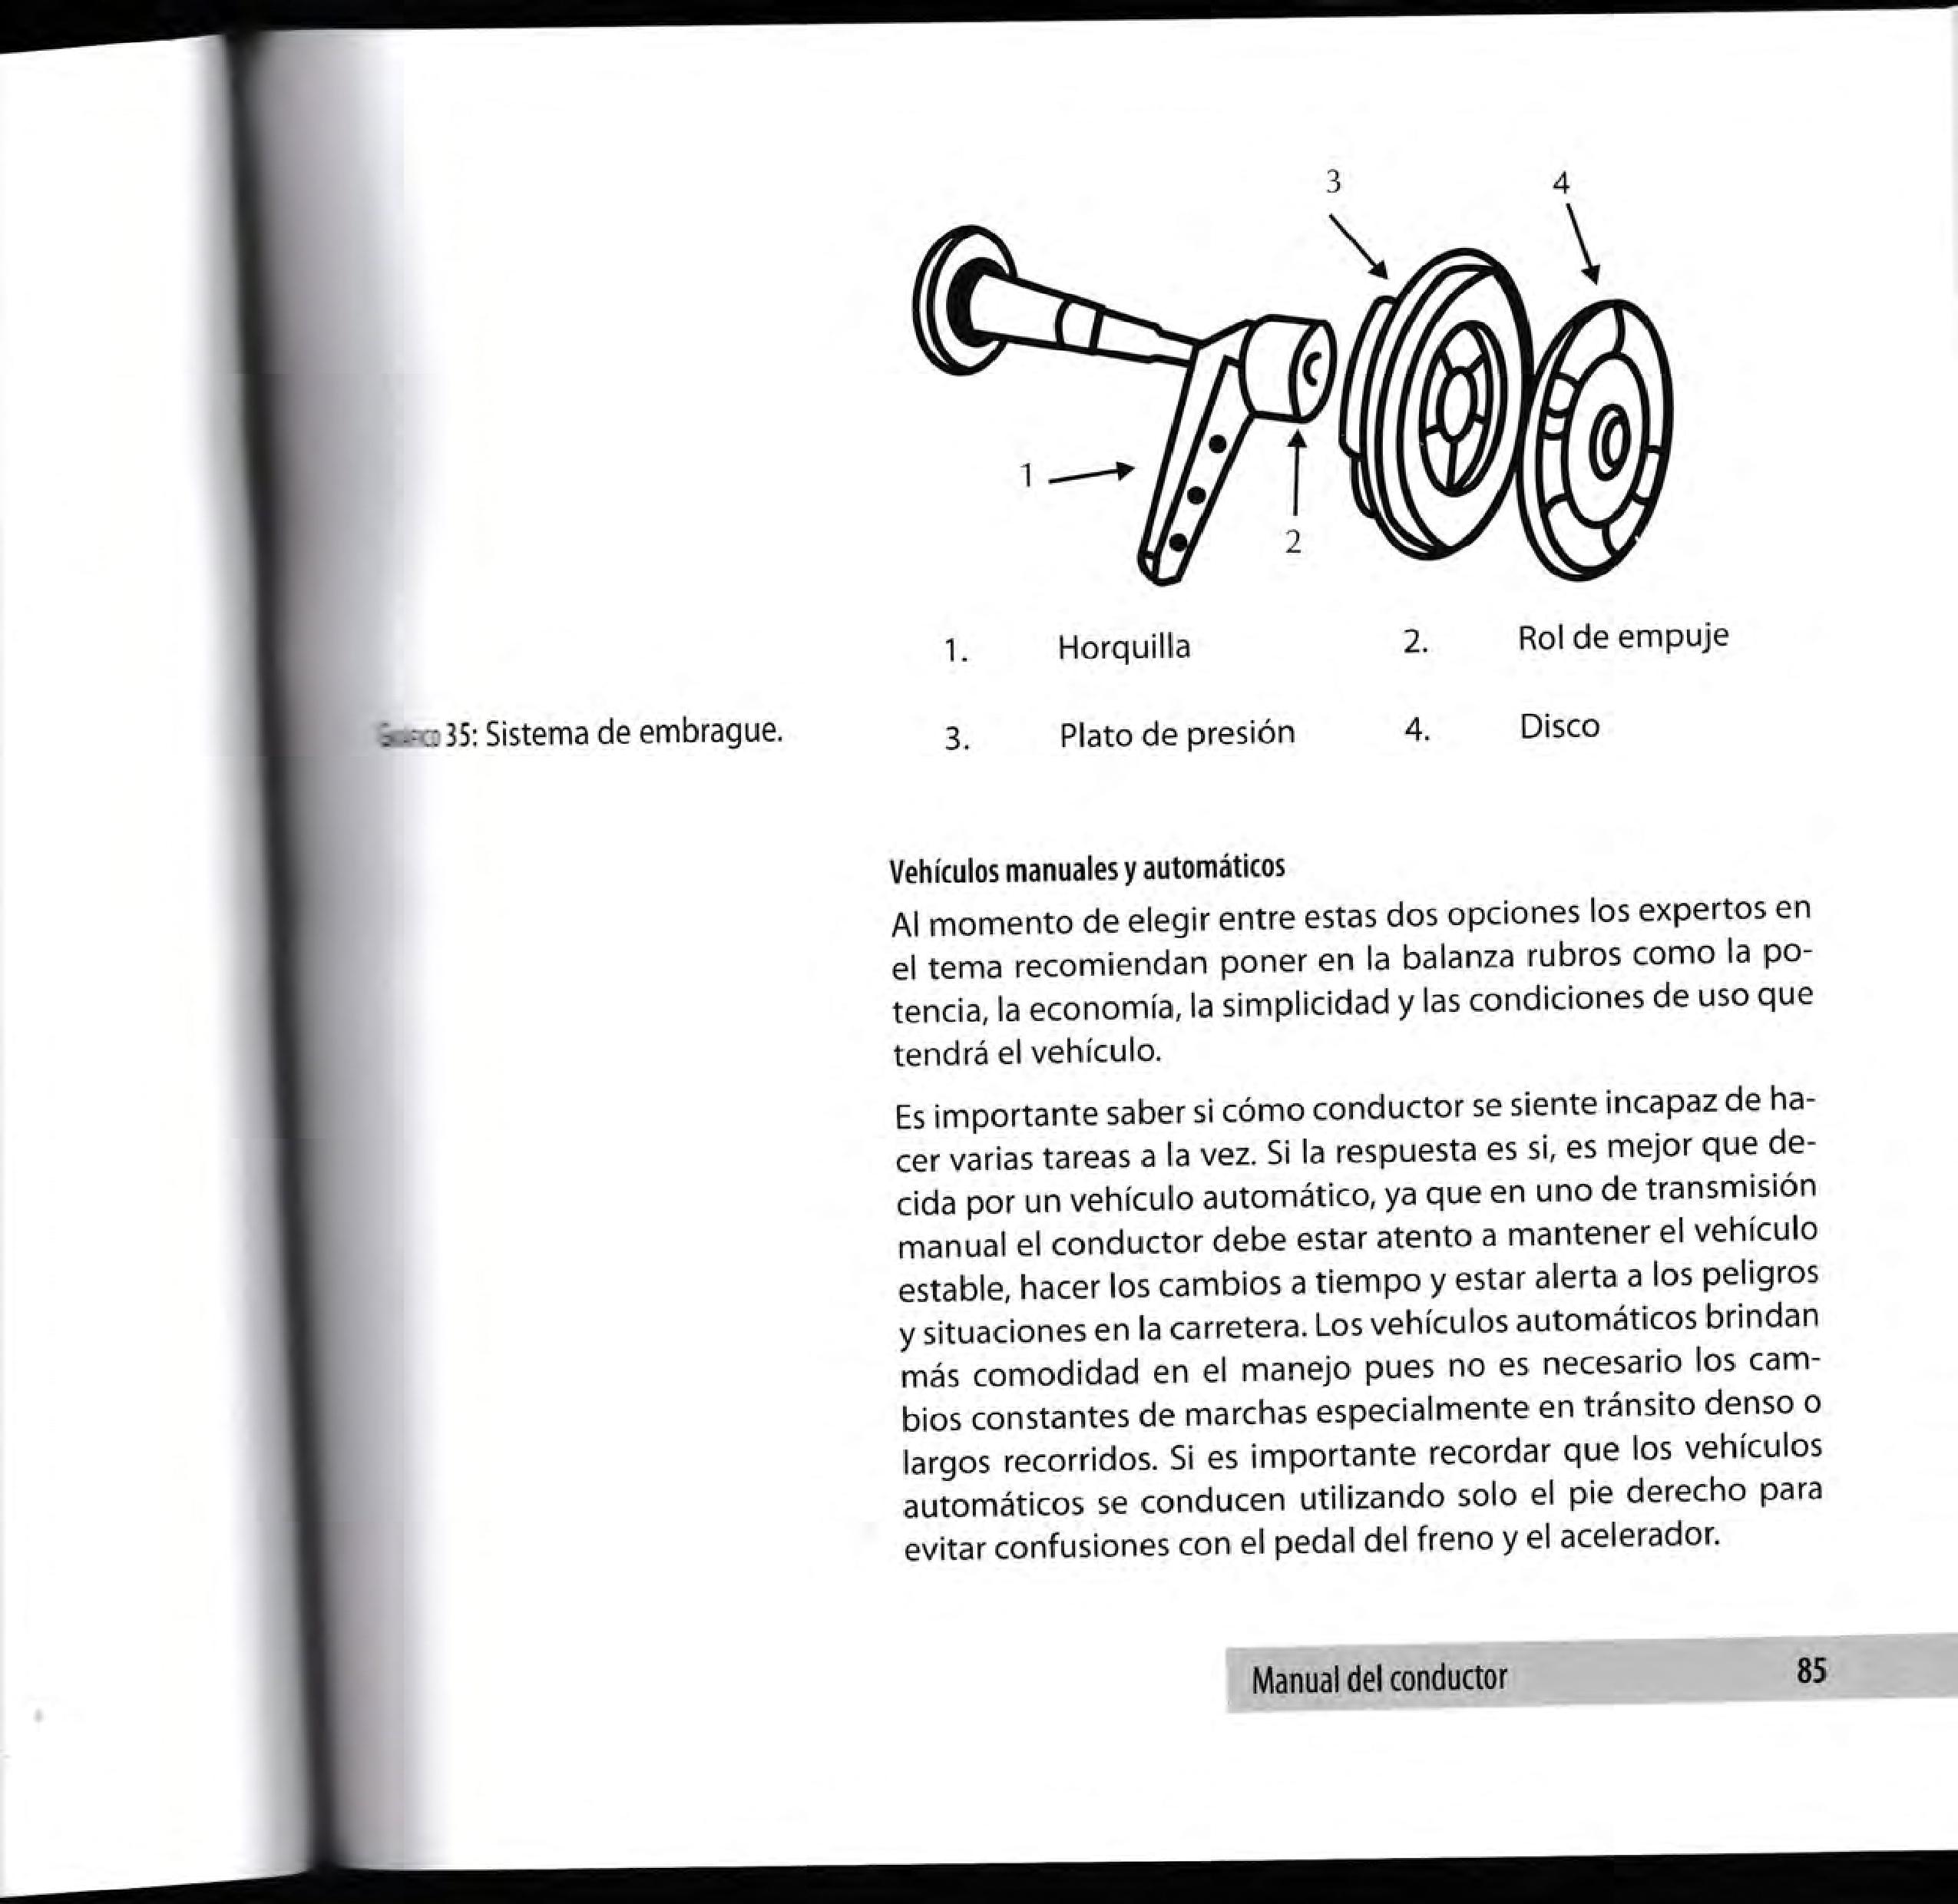 3 4
1
2
1. Horquilla 2. Rol de empuje
35: Sistema de embrague. 3. Plato de presión 4. Disco
Vehículos manuales y automáticos
Al momento de elegir entre estas dos opciones los expertos en
el tema recomiendan poner en la balanza rubros como la po-
tencia, la economía, la simplicidad y las condiciones de uso que
tendrá el vehículo.
Es importante saber si cómo conductor se siente incapaz de ha-
cer varias tareas a la vez. Si la respuesta es si, es mejor que de-
cida por un vehículo automático, ya que en uno de transmisión
manual el conductor debe estar atento a mantener el vehículo
estable, hacer los cambios a tiempo y estar alerta a los peligros
y situaciones en la carretera. Los vehículos automáticos brindan
más comodidad en el manejo pues no es necesario los cam-
bios constantes de marchas especialmente en tránsito denso o
largos recorridos. Si es importante recordar que los vehículos
automáticos se conducen utilizando solo el pie derecho para
evitar confusiones con el pedal del freno y el acelerador.
Manual del conductor 85